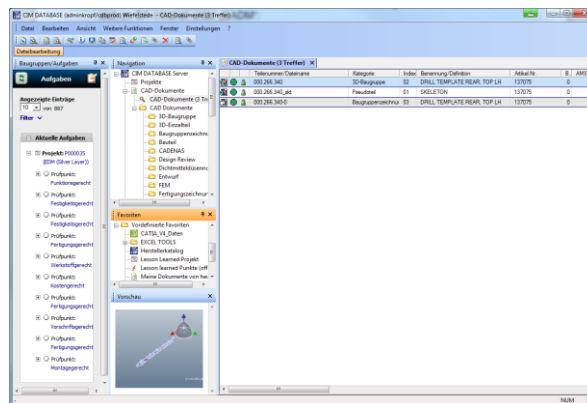 CIM DATABASE (adminkropf/cdbprod) Wiefelstede - CAD-Dokumente (3 Treffer)
Datei Bearbeiten Ansicht Weitere Funktionen Fenster Einstellungen ?
Dateibearbeitung
Baugruppen/Aufgaben
Aufgaben
Angezeigte Einträge
10 von 887
Filter
Aktuelle Aufgaben
Projekt: P000035
(EDM (Silver Layer))
Prüfpunkt:
Funktionsgerecht
Prüfpunkt:
Festigkeitsgerecht
Prüfpunkt:
Festigkeitsgerecht
Prüfpunkt:
Fertigungsgerecht
Prüfpunkt:
Werkstoffgerecht
Prüfpunkt:
Kostengerecht
Prüfpunkt:
Fertigungsgerecht
Prüfpunkt:
Vorschriftsgerecht
Prüfpunkt:
Fertigungsgerecht
Prüfpunkt:
Montagegerecht
Navigation
CIM DATABASE Server
Projekte
CAD-Dokumente
CAD-Dokumente (3 Tre
CAD Dokumente
3D-Baugruppe
3D-Einzelteil
Baugruppenzeichn
Bauteil
CADENAS
Design Review
Dichtmitteldüsenna
Entwurf
FEM
Fertigungszeichnur
Favoriten
Vordefinierte Favoriten
CATIA_V4_Daten
EXCEL TOOLS
Herstellerkatalog
Lesson Learned Projekt
Lesson learned Punkte (off
Meine Dokumente von he
Vorschau
CAD-Dokumente (3 Treffer)
Teilenummer/Dateiname Kategorie Index Benennung/Definition Artikel Nr. B. AMS
000.266.340 3D-Baugruppe 02 DRILL TEMPLATE REAR, TOP LH 137075 0
000.266.340_skt Pseudoteil 01 SKELETON 137075 0
000.266.340-0 Baugruppenzeichnur 03 DRILL TEMPLATE REAR, TOP LH 137075 0
NUM